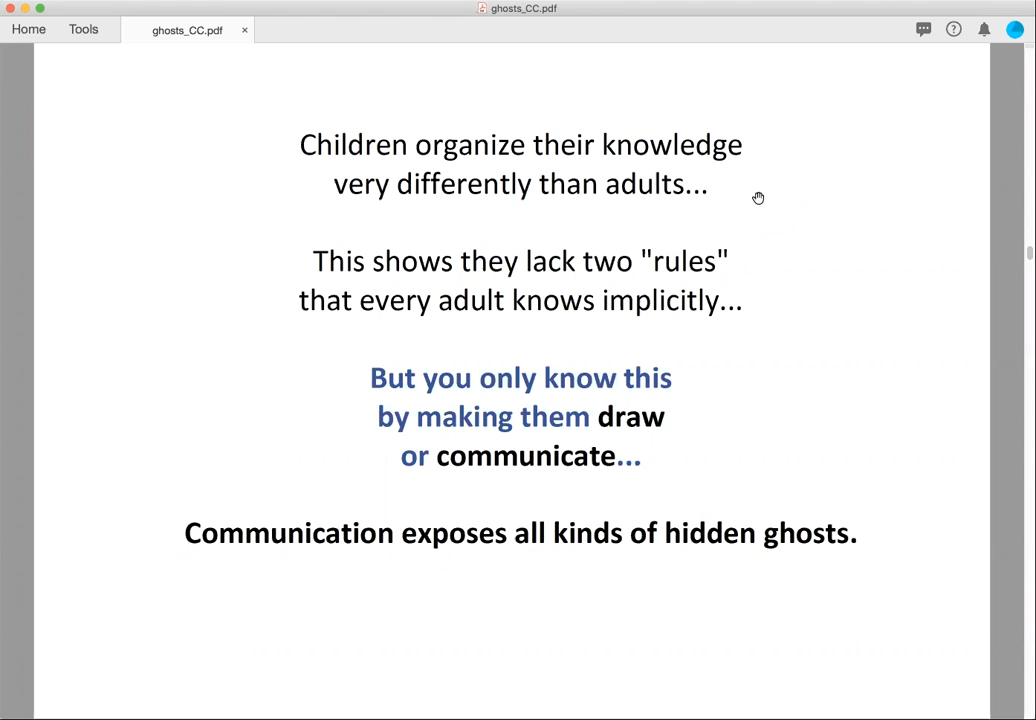 ghosts_CC.pdf
Home
Tools
ghosts_CC.pdf
×
Children organize their knowledge
very differently than adults...
This shows they lack two "rules"
that every adult knows implicitly...
But you only know this
by making them draw
or communicate...
Communication exposes all kinds of hidden ghosts.